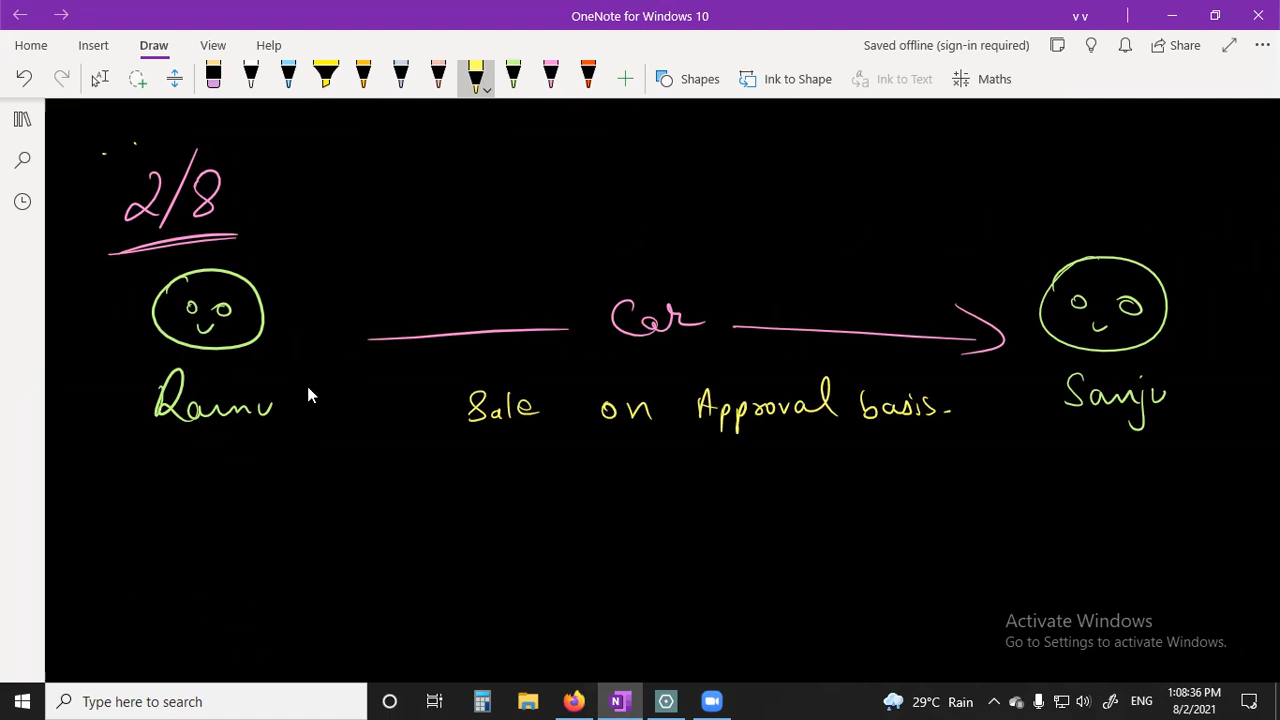 OneNote for Windows 10
v v
Home Insert Draw View Help
Saved offline (sign-in required)
Share
Shapes
Ink to Shape
Ink to Text
Maths
2/8
Car
Ramu
Sale on Approval basis.
Sanju
Activate Windows
Go to Settings to activate Windows.
Type here to search
29°C Rain
ENG
1:08:36 PM
8/2/2021